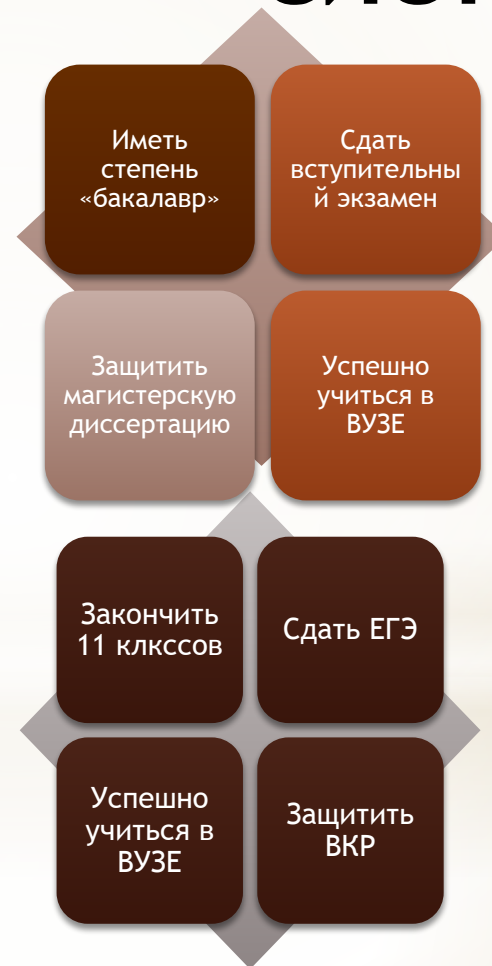 Иметь
степень
«бакалавр»
Сдать
вступительны
й экзамен
Защитить
магистерскую
диссертацию
Успешно
учиться в
ВУЗЕ
Закончить
11 клкссов
Сдать ЕГЭ
Успешно
учиться в
ВУЗЕ
Защитить
ВКР